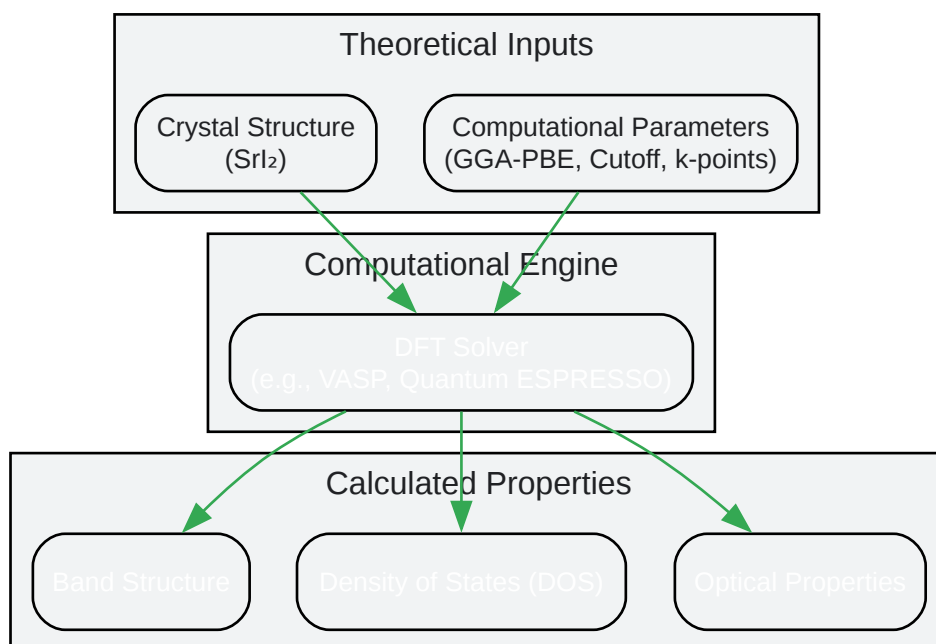 Theoretical Inputs
Crystal Structure
(SrI₂)
Computational Parameters
(GGA-PBE, Cutoff, k-points)
Computational Engine
DFT Solver
(e.g., VASP, Quantum ESPRESSO)
Calculated Properties
Band Structure
Density of States (DOS)
Optical Properties